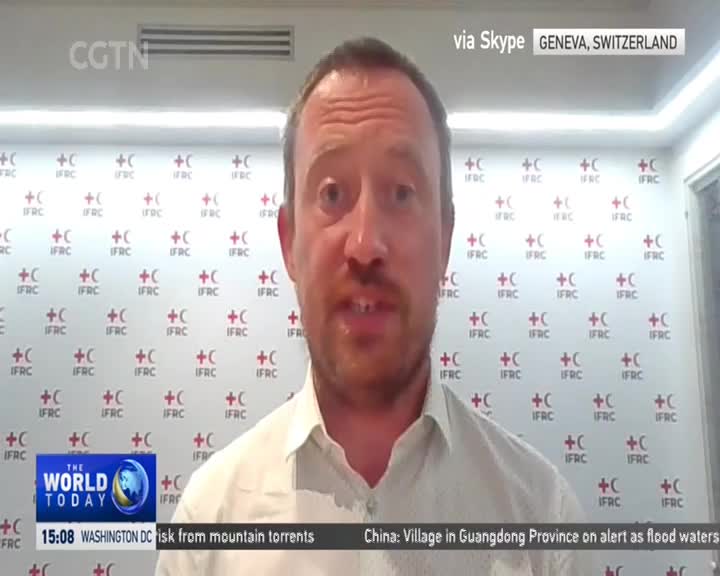 CGTN
via Skype
GENEVA, SWITZERLAND
IFRC
THE
WORLD
TODAY
15:08 WASHINGTON DC
risk from mountain torrents China: Village in Guangdong Province on alert as flood waters